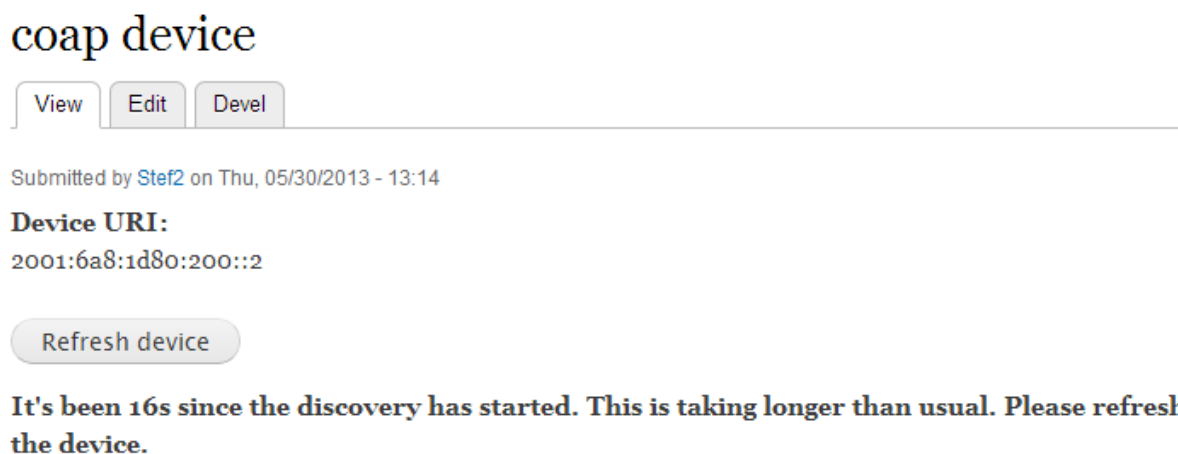 coap device
View Edit Devel
Submitted by Stef2 on Thu, 05/30/2013 - 13:14
Device URI:
2001:6a8:1d80:200::2
Refresh device
It's been 16s since the discovery has started. This is taking longer than usual. Please refresh
the device.